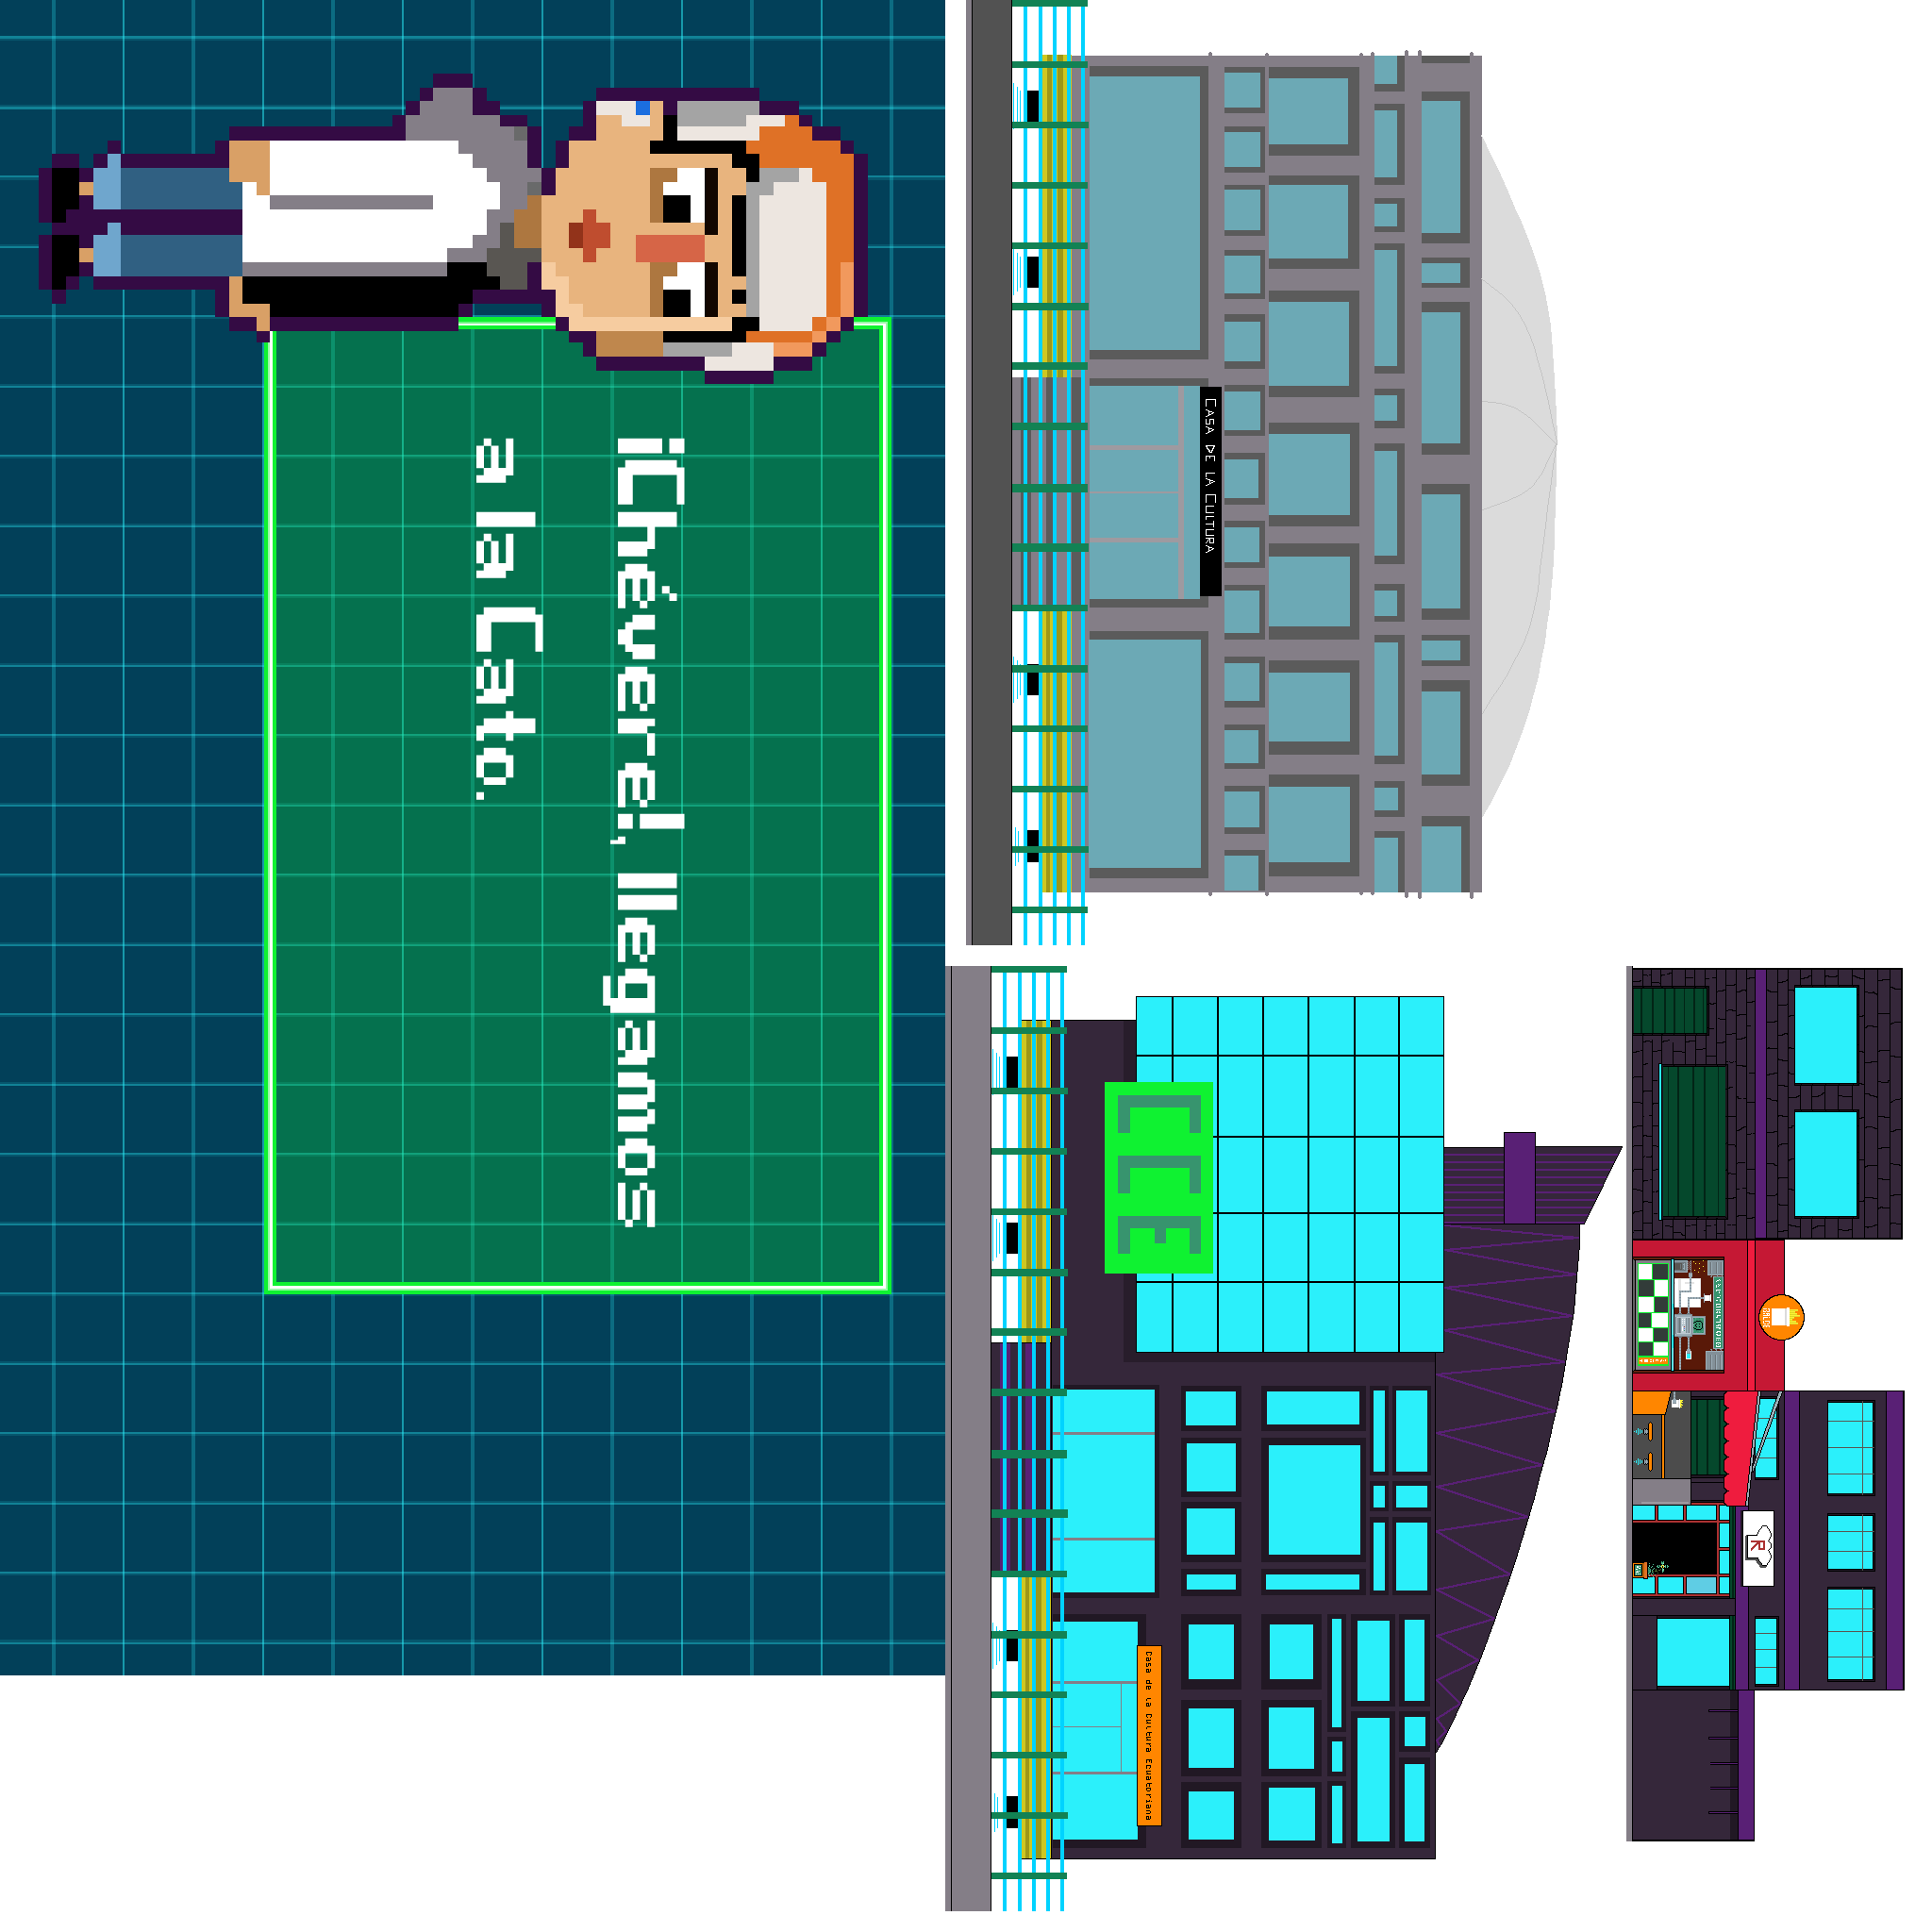 ¡Chévere!, llegamos
a la Cato.
CASA DE LA CULTURA
CCE
Casa de la Cultura Ecuatoriana
R